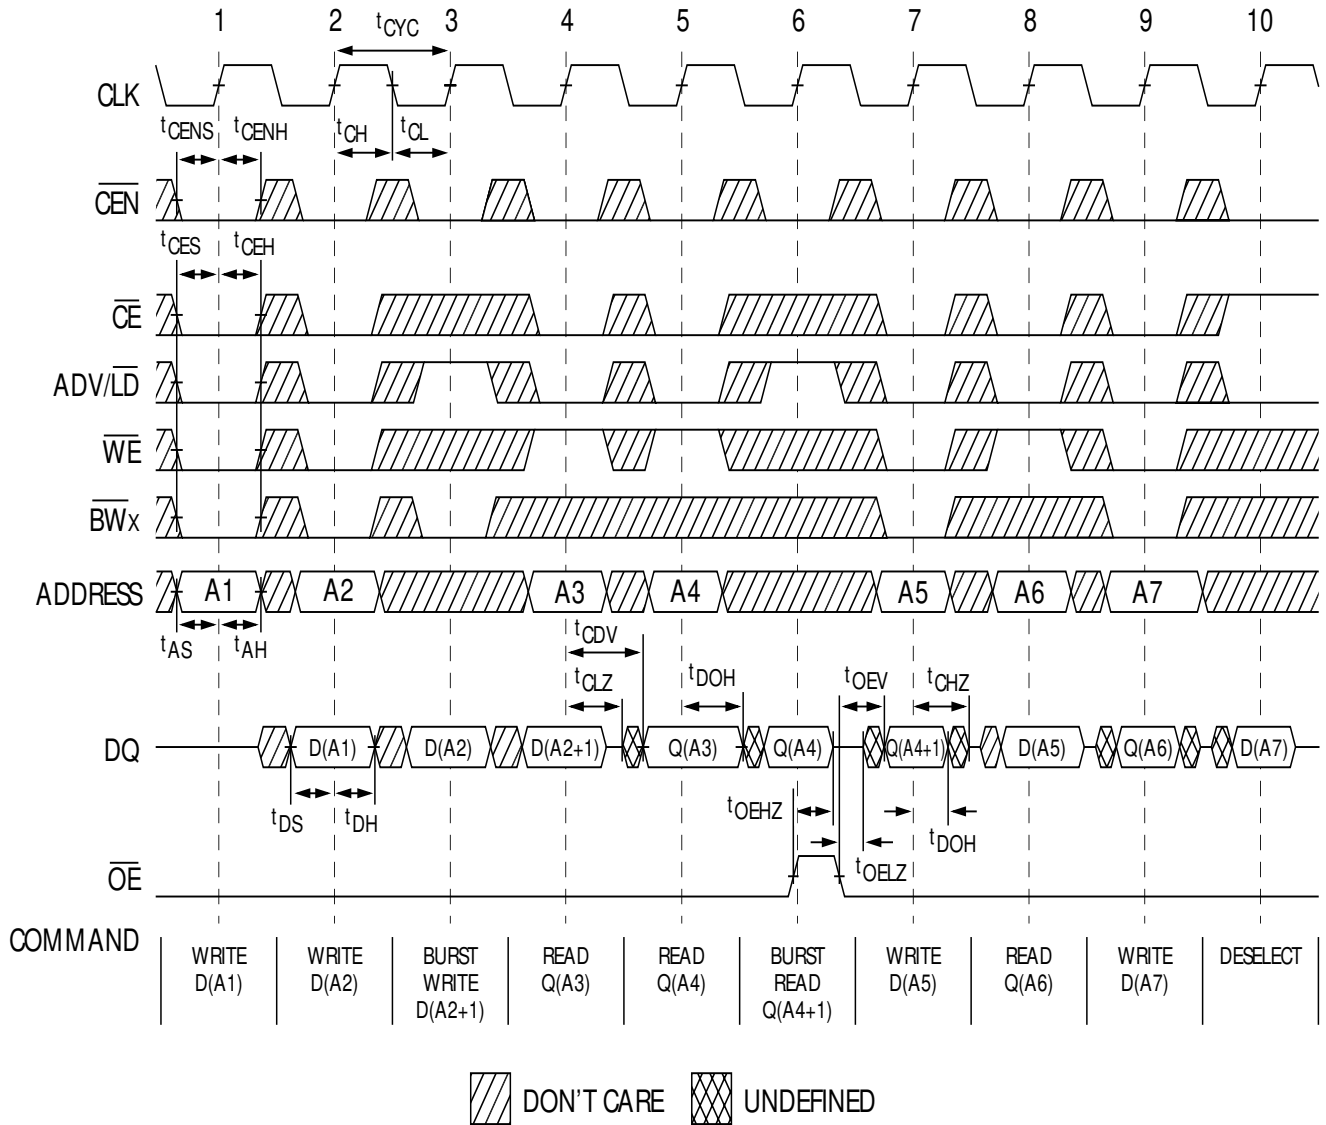 1 2 3 4 5 6 7 8 9 10
tCYC
CLK
tCENS tCENH tCH tCL
CEN
tCES tCEH
CE
ADV/LD
WE
BWX
ADDRESS A1 A2 A3 A4 A5 A6 A7
tAS tAH tCDV
tCLZ tDOH tOEV tCHZ
DQ D(A1) D(A2) D(A2+1) Q(A3) Q(A4) Q(A4+1) D(A5) Q(A6) D(A7)
tDS tDH tOEHZ tDOH
tOELZ
OE
COMMAND
WRITE WRITE BURST READ READ BURST WRITE READ WRITE DESELECT
D(A1) D(A2) WRITE Q(A3) Q(A4) READ D(A5) Q(A6) D(A7)
D(A2+1) Q(A4+1)
DON'T CARE UNDEFINED